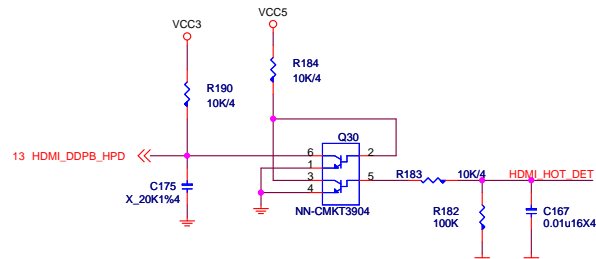 VCC3
VCC5
R190
10K/4
R184
10K/4
Q30
13 HDMI_DDPB_HPD
6
2
1
3
5
4
R183
10K/4
HDMI_HOT_DET
C175
X_20K1%4
NN-CMKT3904
R182
100K
C167
0.01u16X4